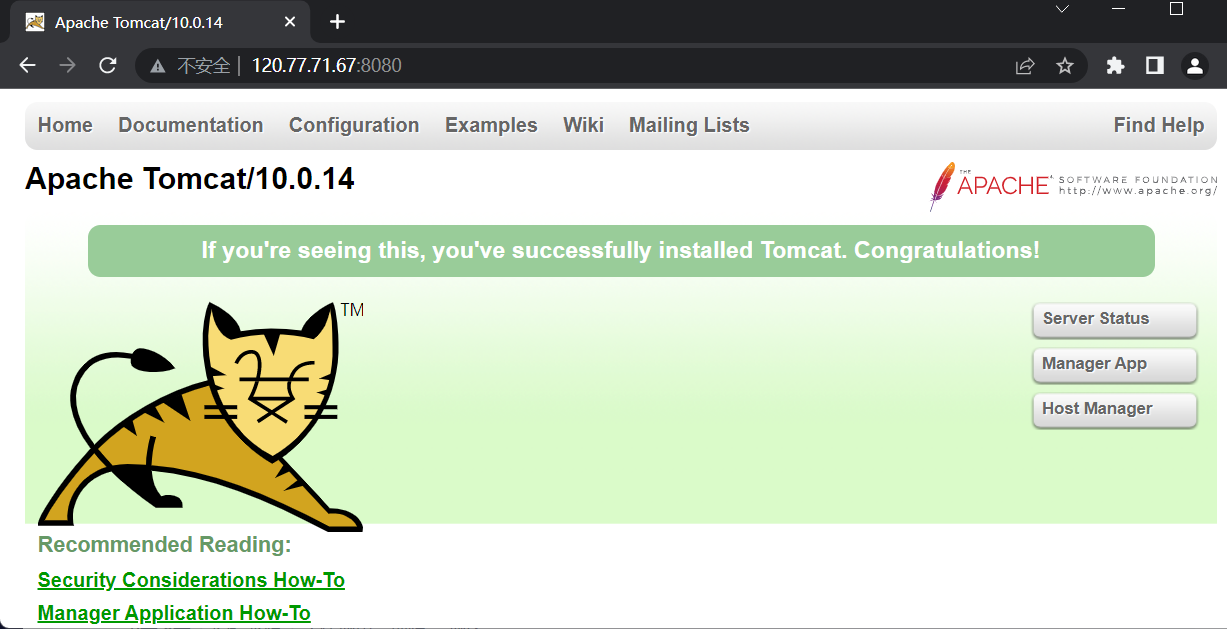 Apache Tomcat/10.0.14
不安全 120.77.71.67:8080
Home Documentation Configuration Examples Wiki Mailing Lists Find Help
Apache Tomcat/10.0.14
THE APACHE SOFTWARE FOUNDATION
http://www.apache.org/
If you're seeing this, you've successfully installed Tomcat. Congratulations!
TM
Server Status
Manager App
Host Manager
Recommended Reading:
Security Considerations How-To
Manager Application How-To